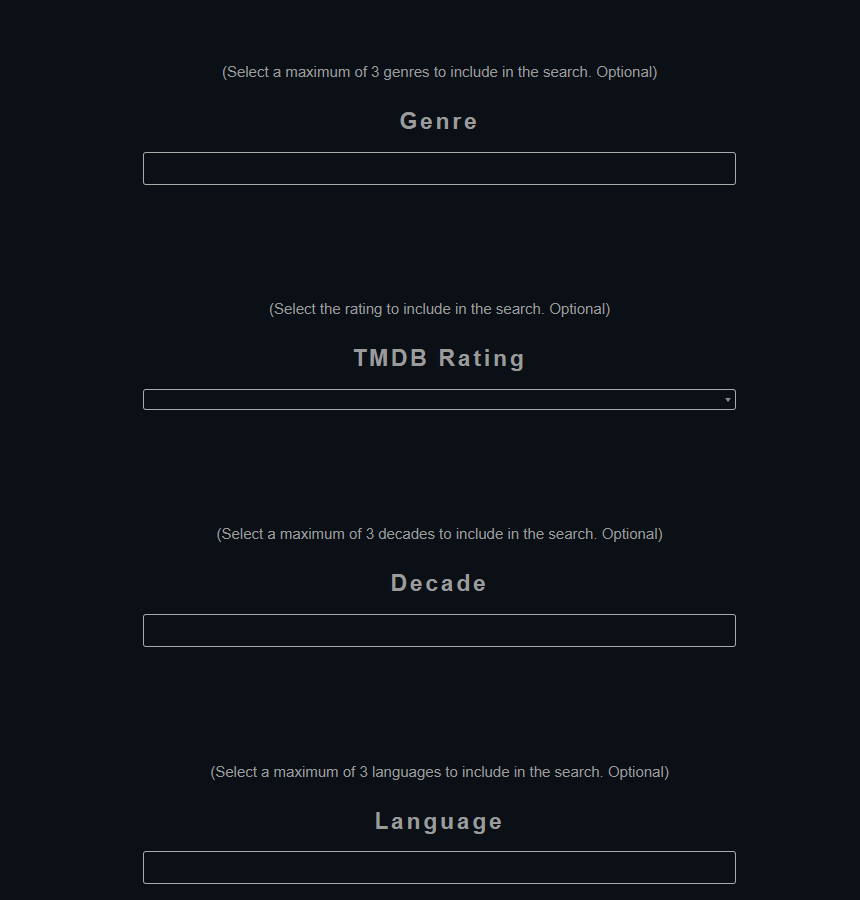 (Select a maximum of 3 genres to include in the search. Optional)
Genre
(Select the rating to include in the search. Optional)
TMDB Rating
(Select a maximum of 3 decades to include in the search. Optional)
Decade
(Select a maximum of 3 languages to include in the search. Optional)
Language